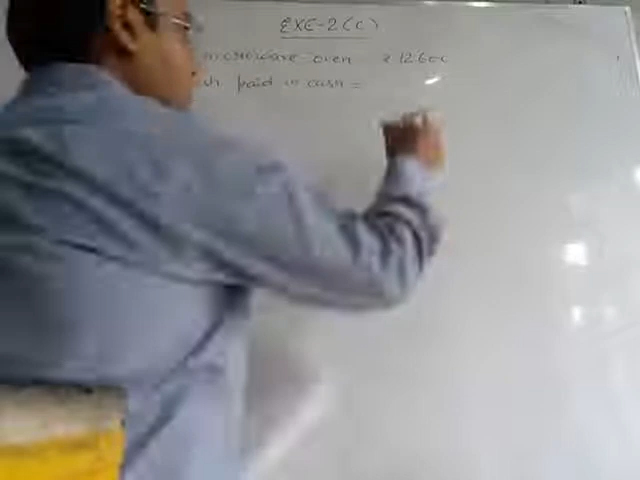 EXE-2(C)
microwave oven ₹12600
paid in cash =